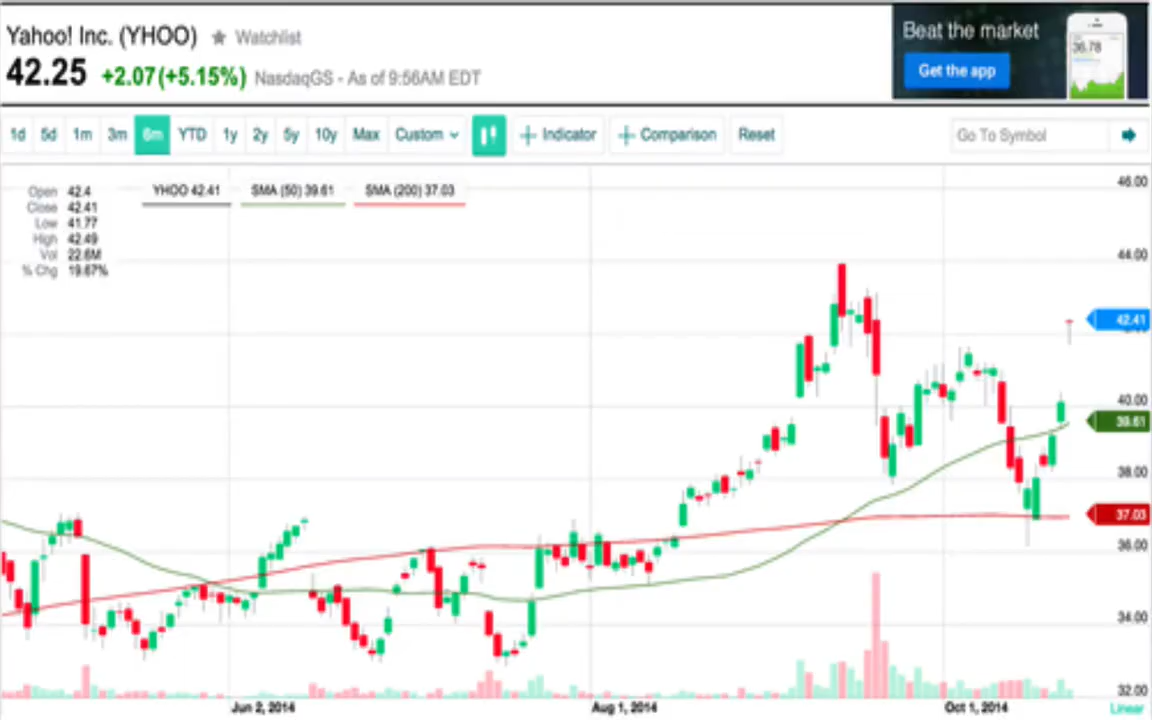 Yahoo! Inc. (YHOO) ★ Watchlist
42.25 +2.07(+5.15%) NasdaqGS - As of 9:56AM EDT
Beat the market
Get the app
36.78
1d 5d 1m 3m 6m YTD 1y 2y 5y 10y Max Custom Indicator Comparison Reset
Go To Symbol
Open 42.4
Close 42.41
Low 41.77
High 42.49
Vol 22.6M
% Chg 19.67%
YHOO 42.41 SMA (50) 39.61 SMA (200) 37.03
46.00
44.00
42.41
40.00
39.61
38.00
37.03
36.00
34.00
32.00
Jun 2, 2014 Aug 1, 2014 Oct 1, 2014 Linear